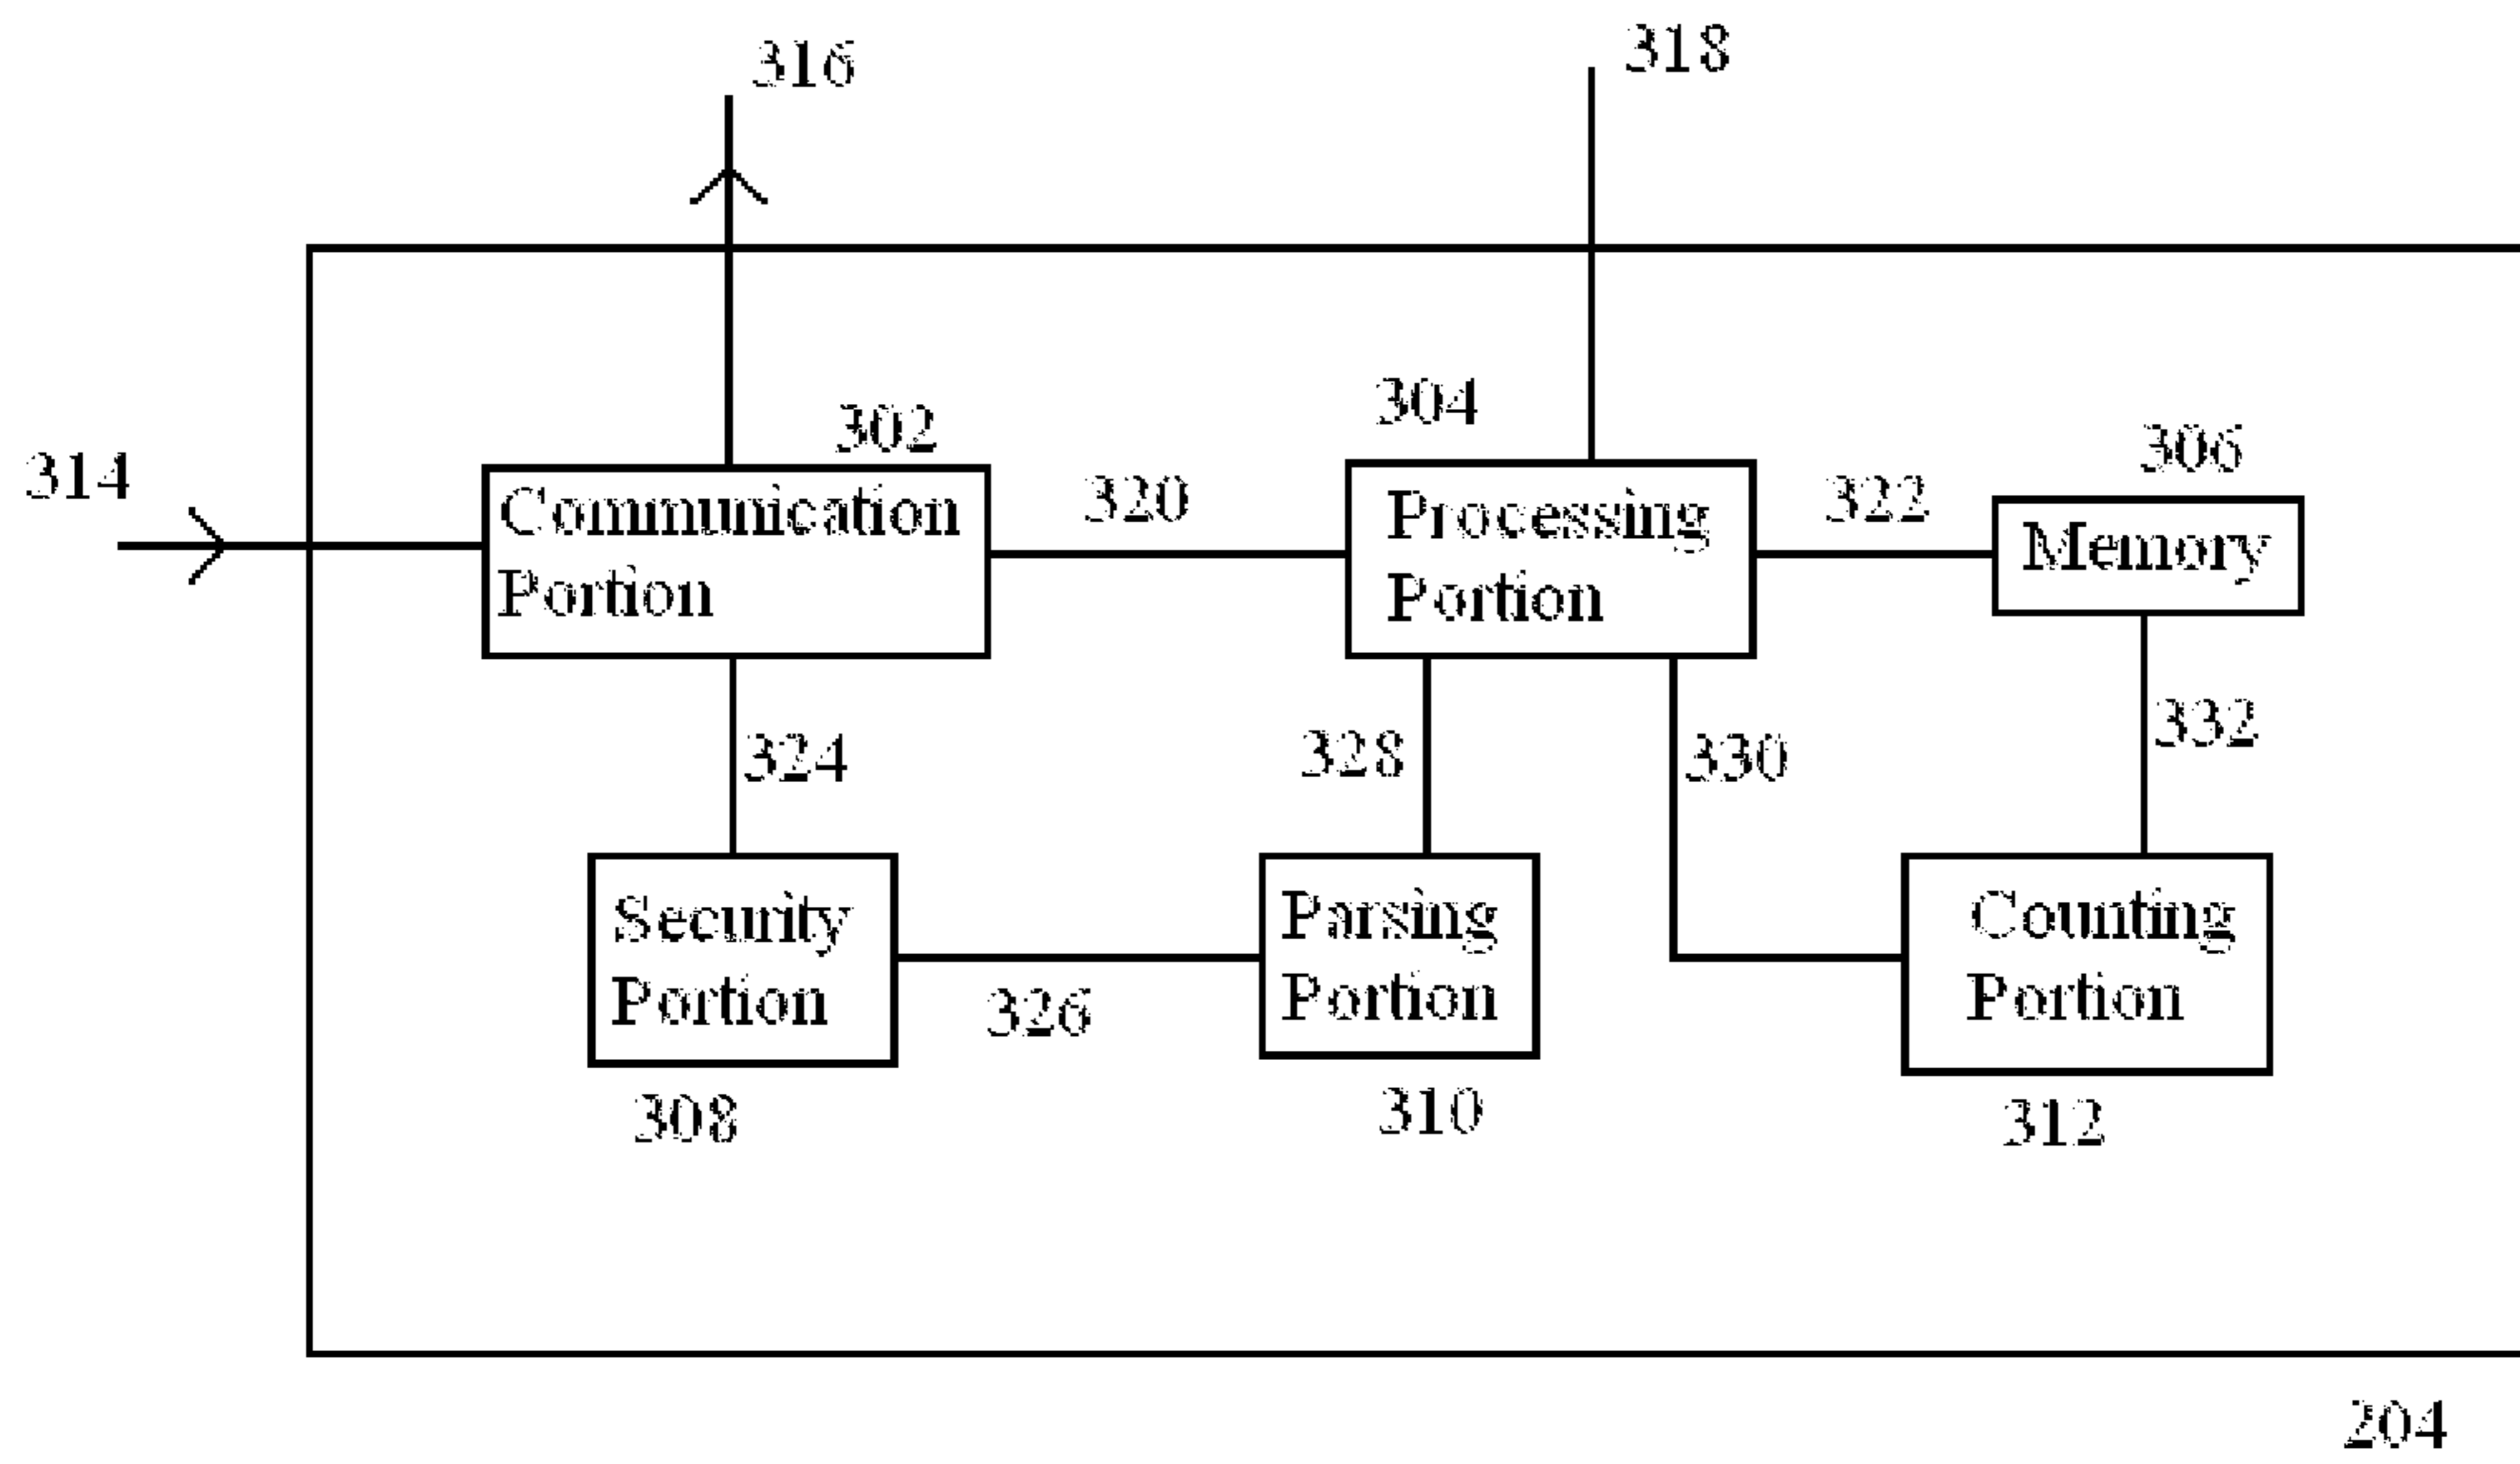 316
318
314
302
304
306
Communication
Portion
320
Processing
Portion
322
Memory
324
328
330
332
Security
Portion
326
Parsing
Portion
Counting
Portion
308
310
312
204